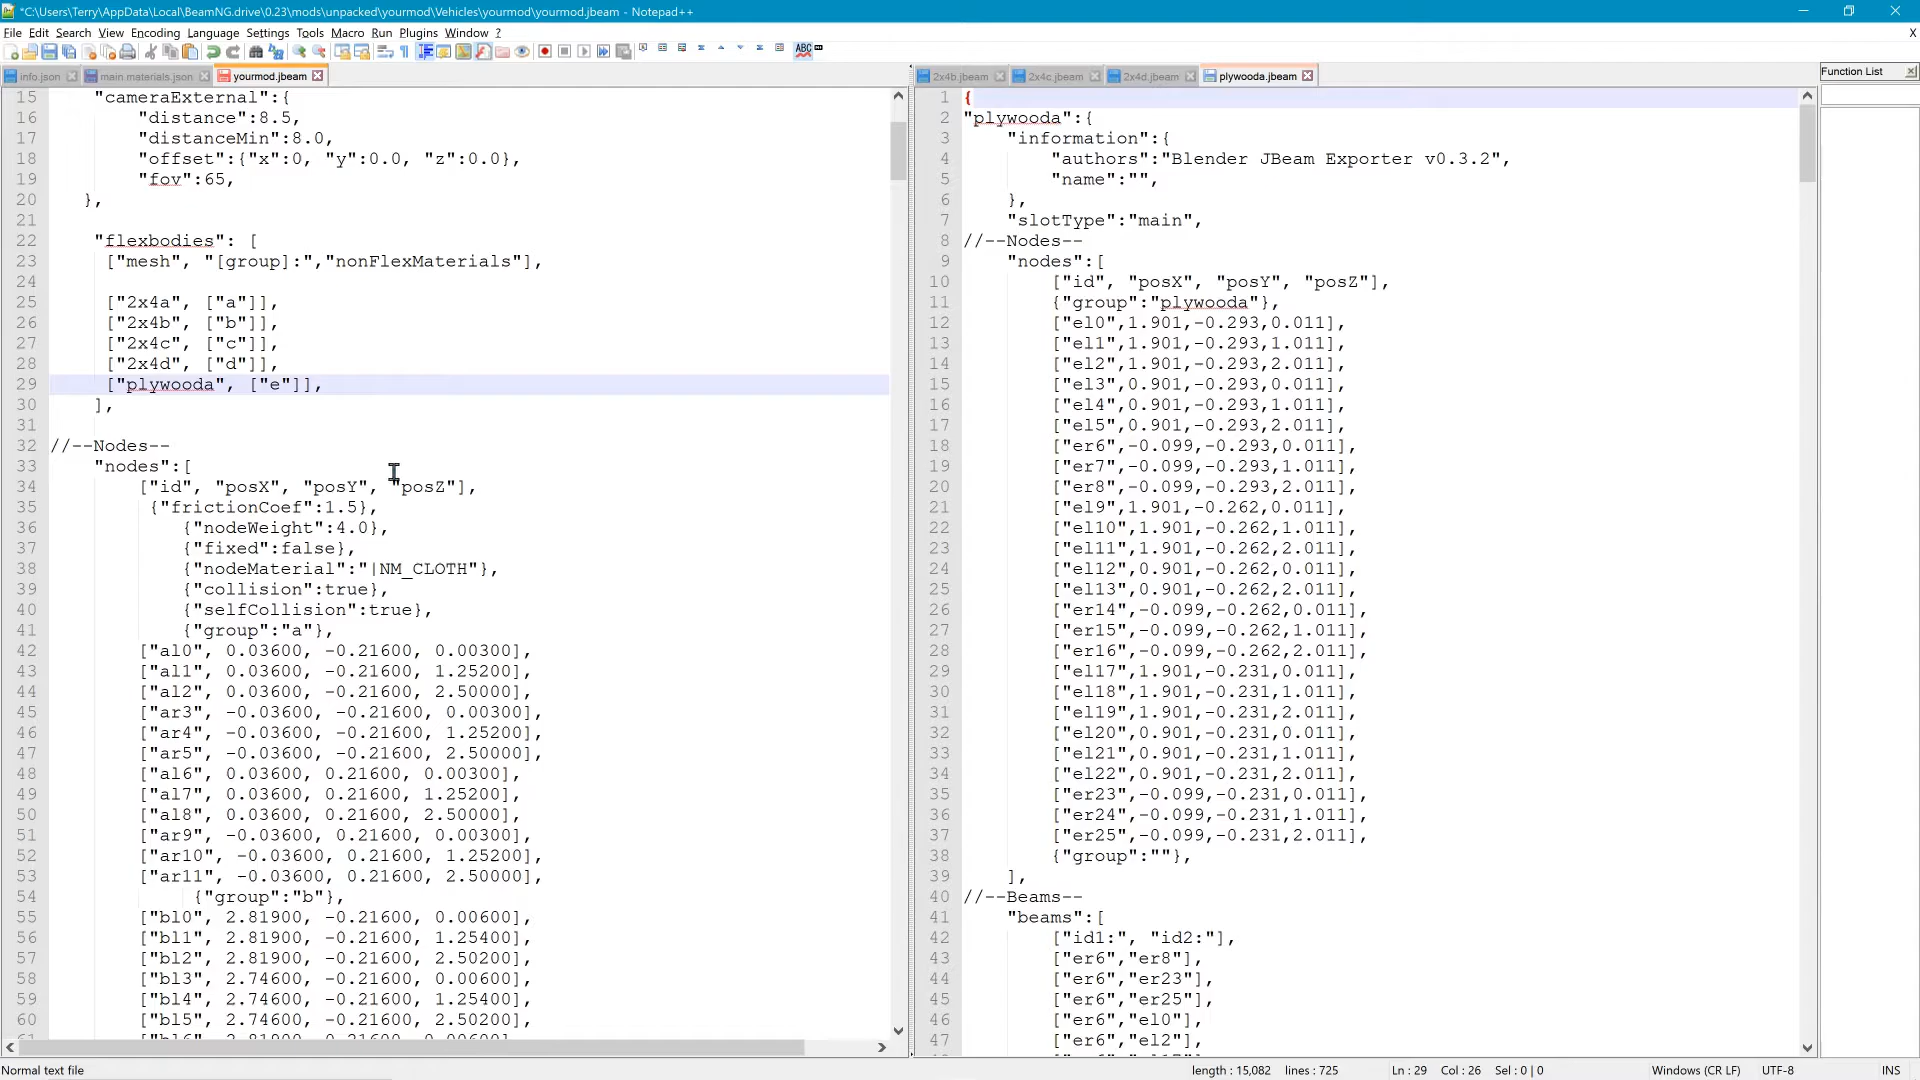 *C:\Users\Terry\AppData\Local\BeamNG.drive\0.23\mods\unpacked\yourmod\Vehicles\yourmod\yourmod.jbeam - Notepad++
File Edit Search View Encoding Language Settings Tools Macro Run Plugins Window ? X
info.json main.materials.json yourmod.jbeam
15 "cameraExternal":{
16 "distance":8.5,
17 "distanceMin":8.0,
18 "offset":{"x":0, "y":0.0, "z":0.0},
19 "fov":65,
20 },
21
22 "flexbodies": [
23 ["mesh", "[group]:","nonFlexMaterials"],
24
25 ["2x4a", ["a"]],
26 ["2x4b", ["b"]],
27 ["2x4c", ["c"]],
28 ["2x4d", ["d"]],
29 ["plywooda", ["e"]],
30 ],
31
32 //--Nodes--
33 "nodes":[
34 ["id", "posX", "posY", "posZ"],
35 {"frictionCoef":1.5},
36 {"nodeWeight":4.0},
37 {"fixed":false},
38 {"nodeMaterial":"|NM_CLOTH"},
39 {"collision":true},
40 {"selfCollision":true},
41 {"group":"a"},
42 ["al0", 0.03600, -0.21600, 0.00300],
43 ["al1", 0.03600, -0.21600, 1.25200],
44 ["al2", 0.03600, -0.21600, 2.50000],
45 ["ar3", -0.03600, -0.21600, 0.00300],
46 ["ar4", -0.03600, -0.21600, 1.25200],
47 ["ar5", -0.03600, -0.21600, 2.50000],
48 ["al6", 0.03600, 0.21600, 0.00300],
49 ["al7", 0.03600, 0.21600, 1.25200],
50 ["al8", 0.03600, 0.21600, 2.50000],
51 ["ar9", -0.03600, 0.21600, 0.00300],
52 ["ar10", -0.03600, 0.21600, 1.25200],
53 ["ar11", -0.03600, 0.21600, 2.50000],
54 {"group":"b"},
55 ["bl0", 2.81900, -0.21600, 0.00600],
56 ["bl1", 2.81900, -0.21600, 1.25400],
57 ["bl2", 2.81900, -0.21600, 2.50200],
58 ["bl3", 2.74600, -0.21600, 0.00600],
59 ["bl4", 2.74600, -0.21600, 1.25400],
60 ["bl5", 2.74600, -0.21600, 2.50200],
2x4b.jbeam 2x4c.jbeam 2x4d.jbeam plywooda.jbeam
1 {
2 "plywooda":{
3 "information":{
4 "authors":"Blender JBeam Exporter v0.3.2",
5 "name":"",
6 },
7 "slotType":"main",
8 //--Nodes--
9 "nodes":[
10 ["id", "posX", "posY", "posZ"],
11 {"group":"plywooda"},
12 ["el0",1.901,-0.293,0.011],
13 ["el1",1.901,-0.293,1.011],
14 ["el2",1.901,-0.293,2.011],
15 ["el3",0.901,-0.293,0.011],
16 ["el4",0.901,-0.293,1.011],
17 ["el5",0.901,-0.293,2.011],
18 ["er6",-0.099,-0.293,0.011],
19 ["er7",-0.099,-0.293,1.011],
20 ["er8",-0.099,-0.293,2.011],
21 ["el9",1.901,-0.262,0.011],
22 ["el10",1.901,-0.262,1.011],
23 ["el11",1.901,-0.262,2.011],
24 ["el12",0.901,-0.262,0.011],
25 ["el13",0.901,-0.262,2.011],
26 ["er14",-0.099,-0.262,0.011],
27 ["er15",-0.099,-0.262,1.011],
28 ["er16",-0.099,-0.262,2.011],
29 ["el17",1.901,-0.231,0.011],
30 ["el18",1.901,-0.231,1.011],
31 ["el19",1.901,-0.231,2.011],
32 ["el20",0.901,-0.231,0.011],
33 ["el21",0.901,-0.231,1.011],
34 ["el22",0.901,-0.231,2.011],
35 ["er23",-0.099,-0.231,0.011],
36 ["er24",-0.099,-0.231,1.011],
37 ["er25",-0.099,-0.231,2.011],
38 {"group":""},
39 ],
40 //--Beams--
41 "beams":[
42 ["id1:", "id2:"],
43 ["er6","er8"],
44 ["er6","er23"],
45 ["er6","er25"],
46 ["er6","el0"],
47 ["er6","el2"],
Function List
Normal text file length : 15,082 lines : 725 Ln : 29 Col : 26 Sel : 0 | 0 Windows (CR LF) UTF-8 INS